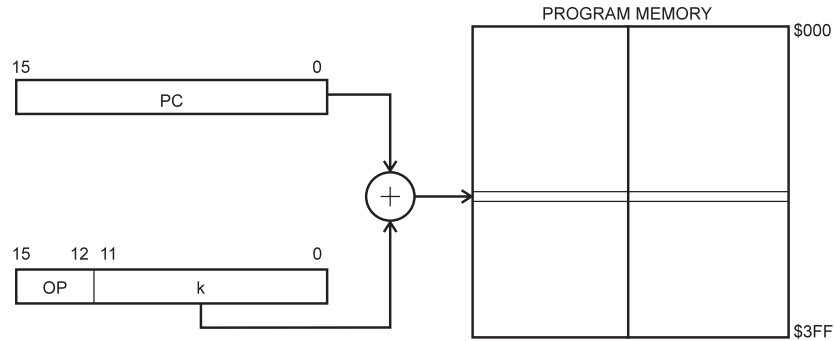 PROGRAM MEMORY
$000
15 0
PC
+
15 12 11 0
OP k
$3FF